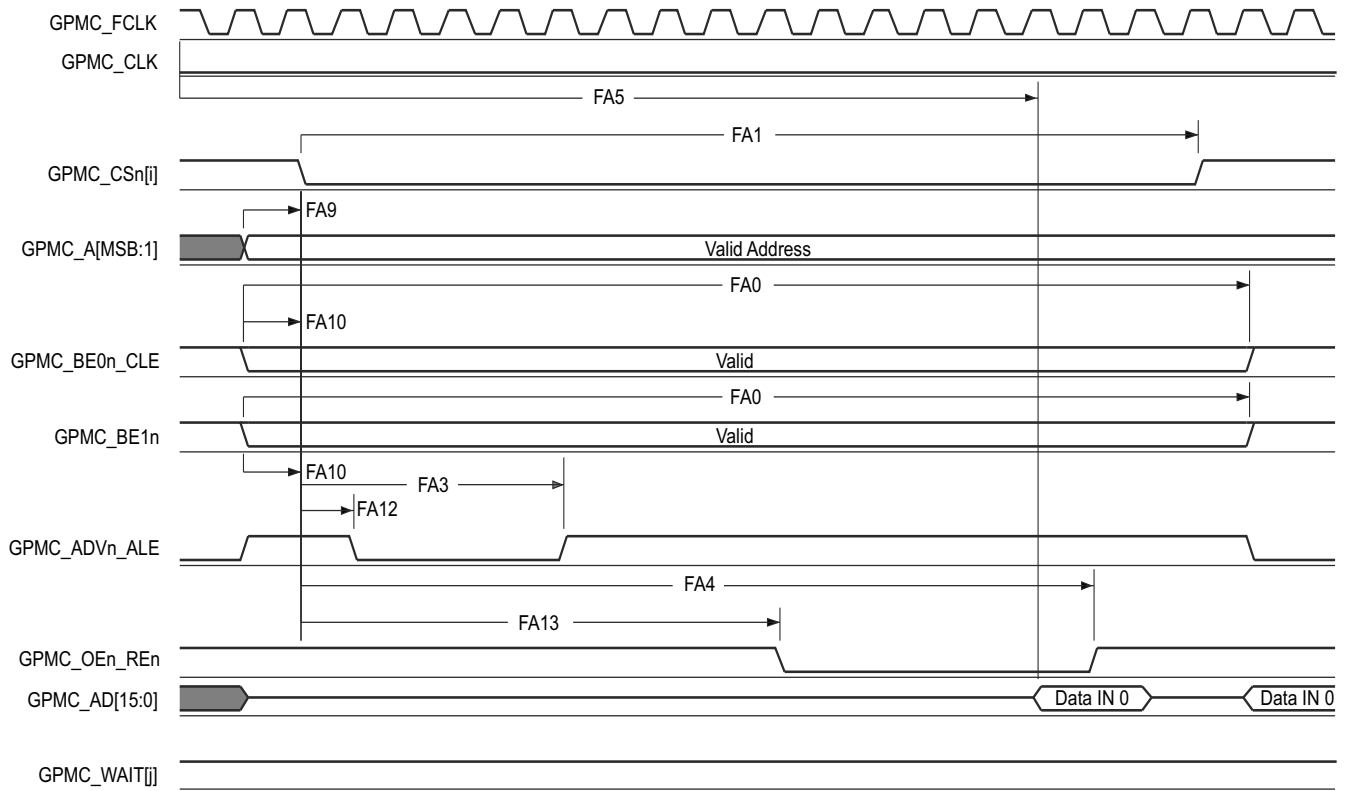 GPMC_FCLK
GPMC_CLK
FA5
FA1
GPMC_CSn[i]
FA9
GPMC_A[MSB:1]
Valid Address
FA0
FA10
GPMC_BE0n_CLE
Valid
FA0
GPMC_BE1n
Valid
FA10
FA3
FA12
GPMC_ADVn_ALE
FA4
FA13
GPMC_OEn_REn
GPMC_AD[15:0]
Data IN 0
Data IN 0
GPMC_WAIT[j]